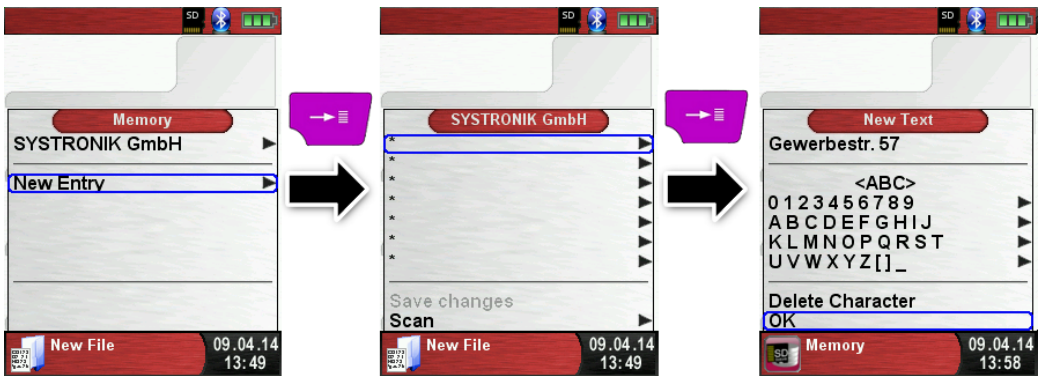 SD
Memory
SYSTRONIK GmbH
New Entry
New File
09.04.14
13:49
SD
SYSTRONIK GmbH
*
*
*
*
*
*
*
Save changes
Scan
New File
09.04.14
13:49
SD
New Text
Gewerbestr. 57
<ABC>
0 1 2 3 4 5 6 7 8 9
A B C D E F G H I J
K L M N O P Q R S T
U V W X Y Z [ ] _
Delete Character
OK
SD
Memory
09.04.14
13:58